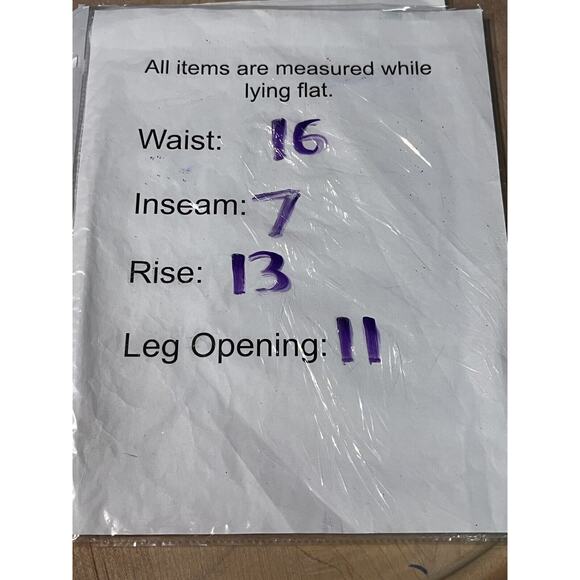 All items are measured while
lying flat.
Waist: 16
Inseam: 7
Rise: 13
Leg Opening: 11